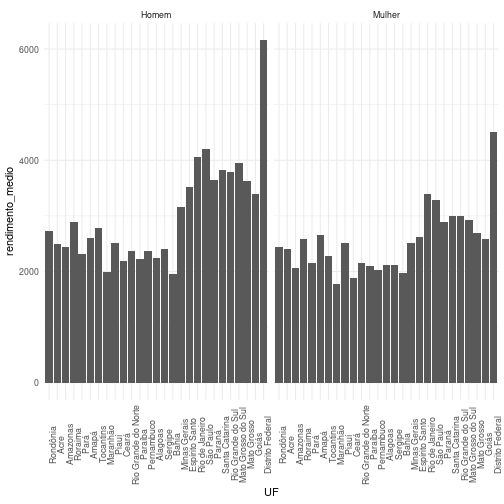 Homem
Mulher
rendimento_medio
6000
4000
2000
0
Rondônia
Acre
Amazonas
Roraima
Pará
Amapá
Tocantins
Maranhão
Piauí
Ceará
Rio Grande do Norte
Paraíba
Pernambuco
Alagoas
Sergipe
Bahia
Minas Gerais
Espírito Santo
Rio de Janeiro
São Paulo
Paraná
Santa Catarina
Rio Grande do Sul
Mato Grosso do Sul
Mato Grosso
Goiás
Distrito Federal
Rondônia
Acre
Amazonas
Roraima
Pará
Amapá
Tocantins
Maranhão
Piauí
Ceará
Rio Grande do Norte
Paraíba
Pernambuco
Alagoas
Sergipe
Bahia
Minas Gerais
Espírito Santo
Rio de Janeiro
São Paulo
Paraná
Santa Catarina
Rio Grande do Sul
Mato Grosso do Sul
Mato Grosso
Goiás
Distrito Federal
UF